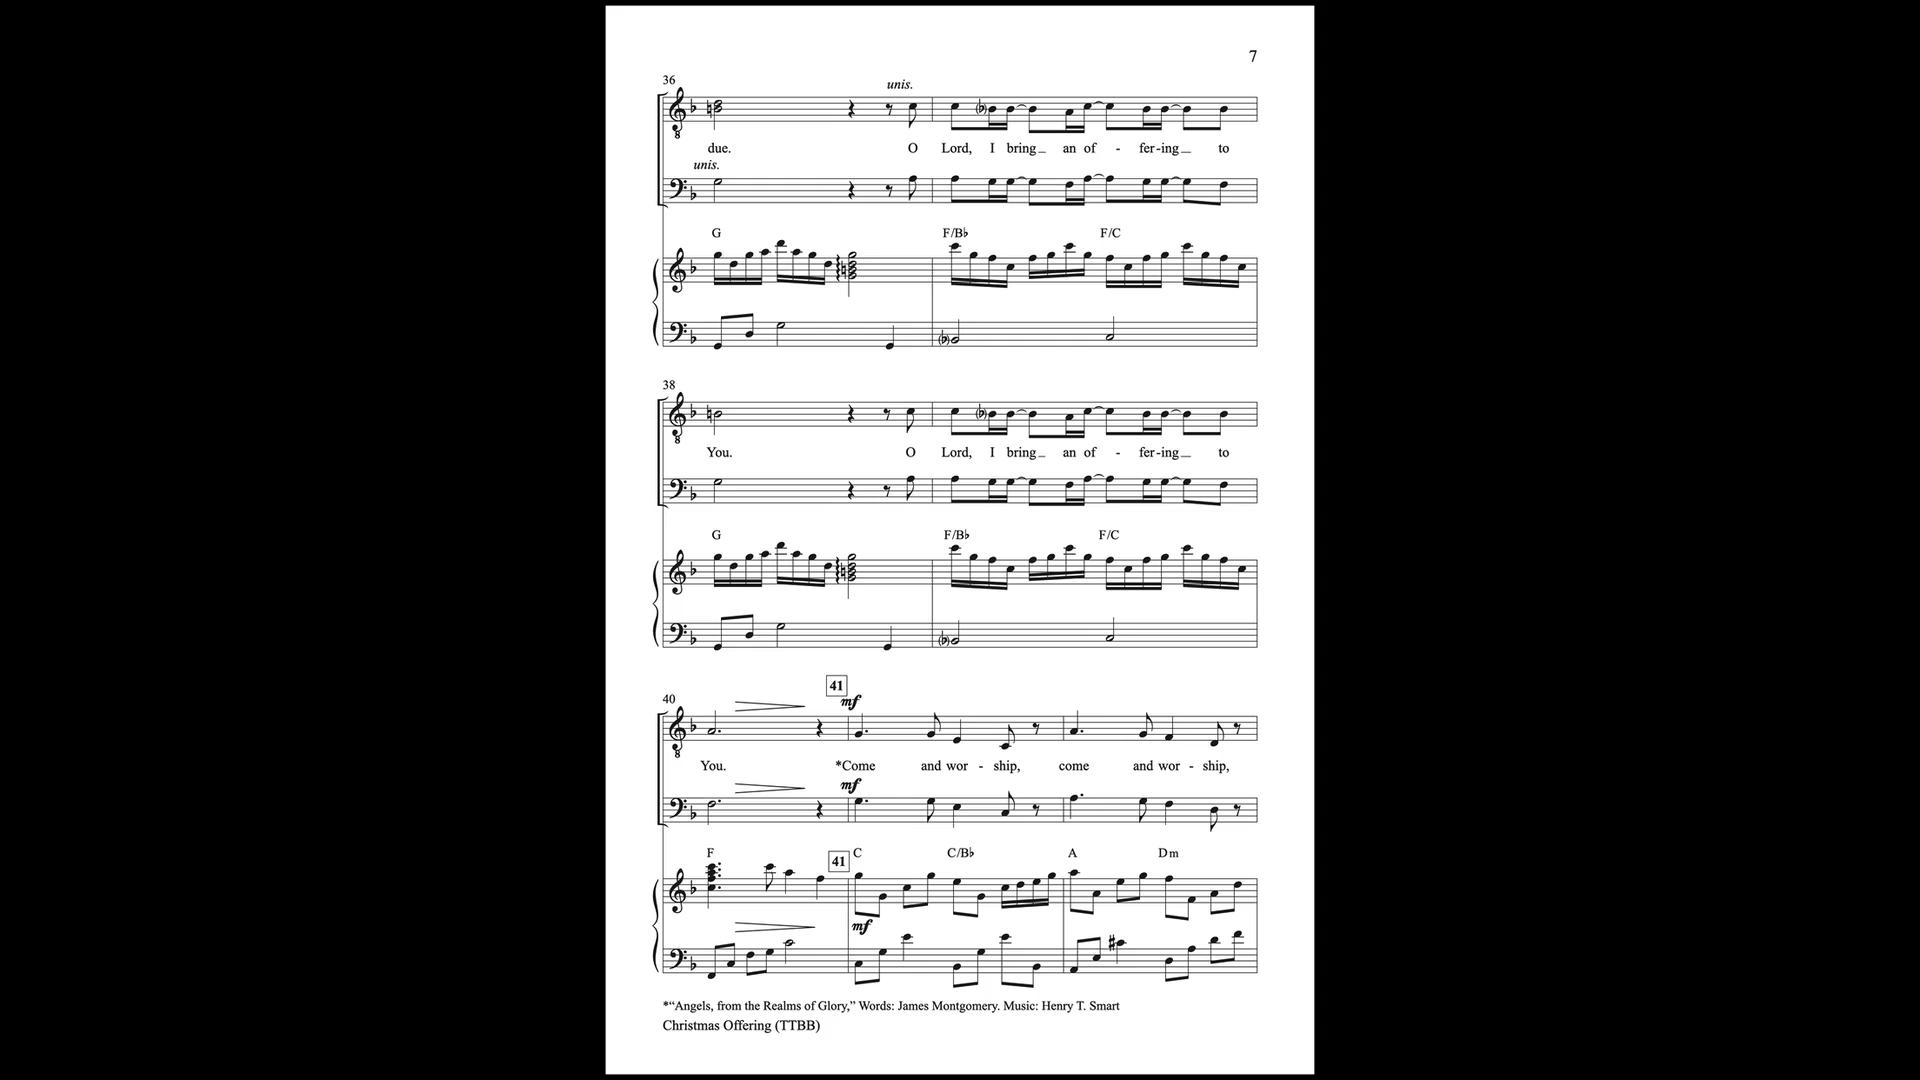 7
36
unis.
due. O Lord, I bring_ an of - fer-ing_ to
unis.
G F/B♭ F/C
38
You. O Lord, I bring_ an of - fer-ing_ to
G F/B♭ F/C
41
40
mf
You. *Come and wor - ship, come and wor - ship,
mf
F 41 C C/B♭ A Dm
mf
*“Angels, from the Realms of Glory,” Words: James Montgomery. Music: Henry T. Smart
Christmas Offering (TTBB)